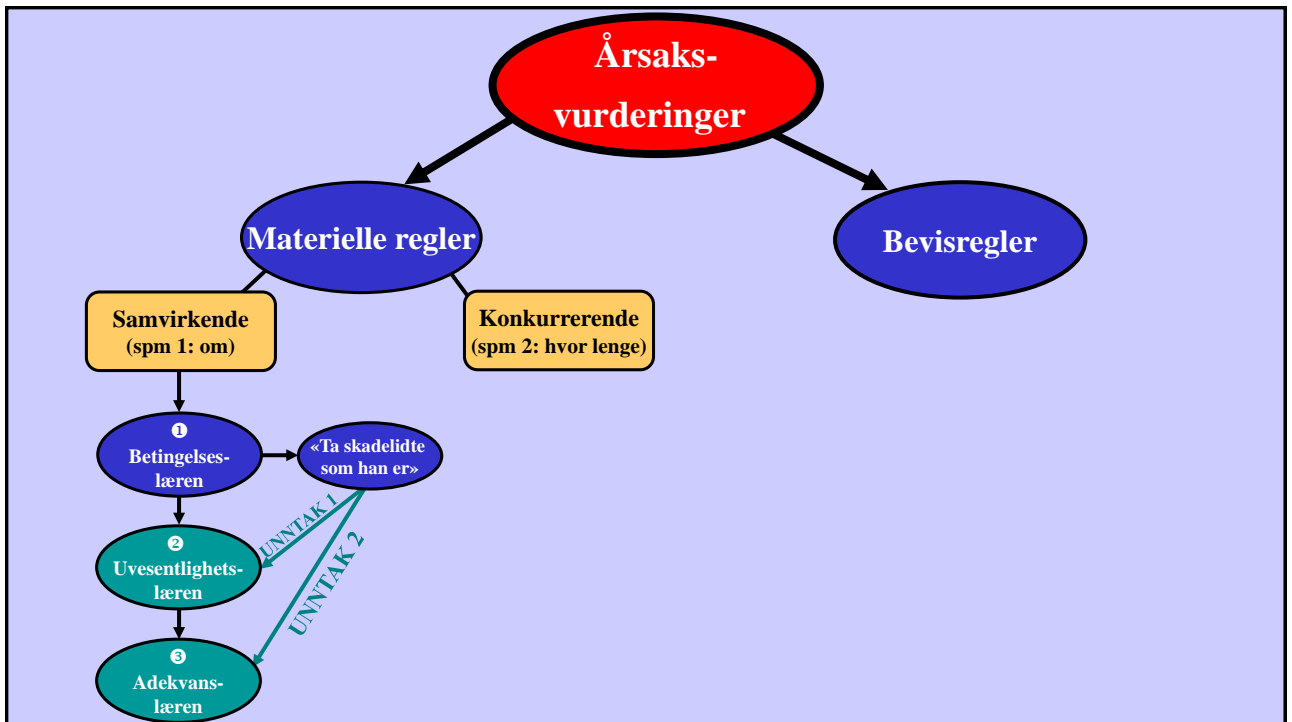 Årsaks-
vurderinger
Materielle regler
Bevisregler
Samvirkende
(spm 1: om)
Konkurrerende
(spm 2: hvor lenge)
❶
Betingelses-
læren
«Ta skadelidte
som han er»
UNNTAK 1
UNNTAK 2
❷
Uvesentlighets-
læren
❸
Adekvans-
læren